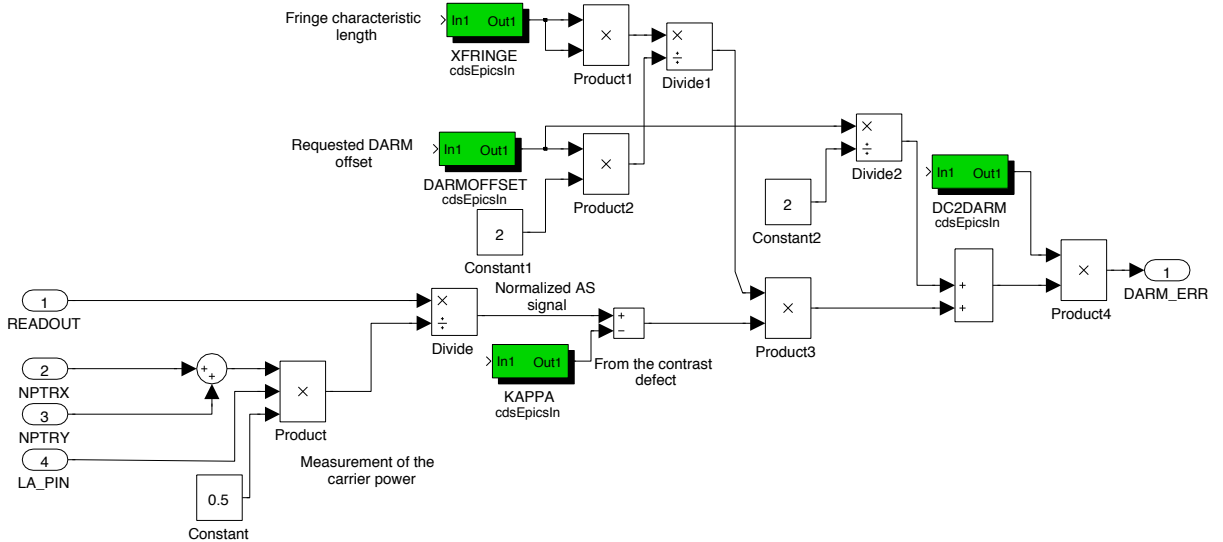 Fringe characteristic
length
In1 Out1
XFRINGE
cdsEpicsIn
×
Product1
×
÷
Divide1
Requested DARM
offset
In1 Out1
DARMOFFSET
cdsEpicsIn
×
Product2
2
Constant1
×
÷
Divide2
2
Constant2
In1 Out1
DC2DARM
cdsEpicsIn
+
+
×
Product4
1
DARM_ERR
1
READOUT
×
÷
Divide
Normalized AS
signal
+
−
In1 Out1
KAPPA
cdsEpicsIn
From the contrast
defect
×
Product3
2
NPTRX
3
NPTRY
4
LA_PIN
+
+
×
Product
0.5
Constant
Measurement of the
carrier power